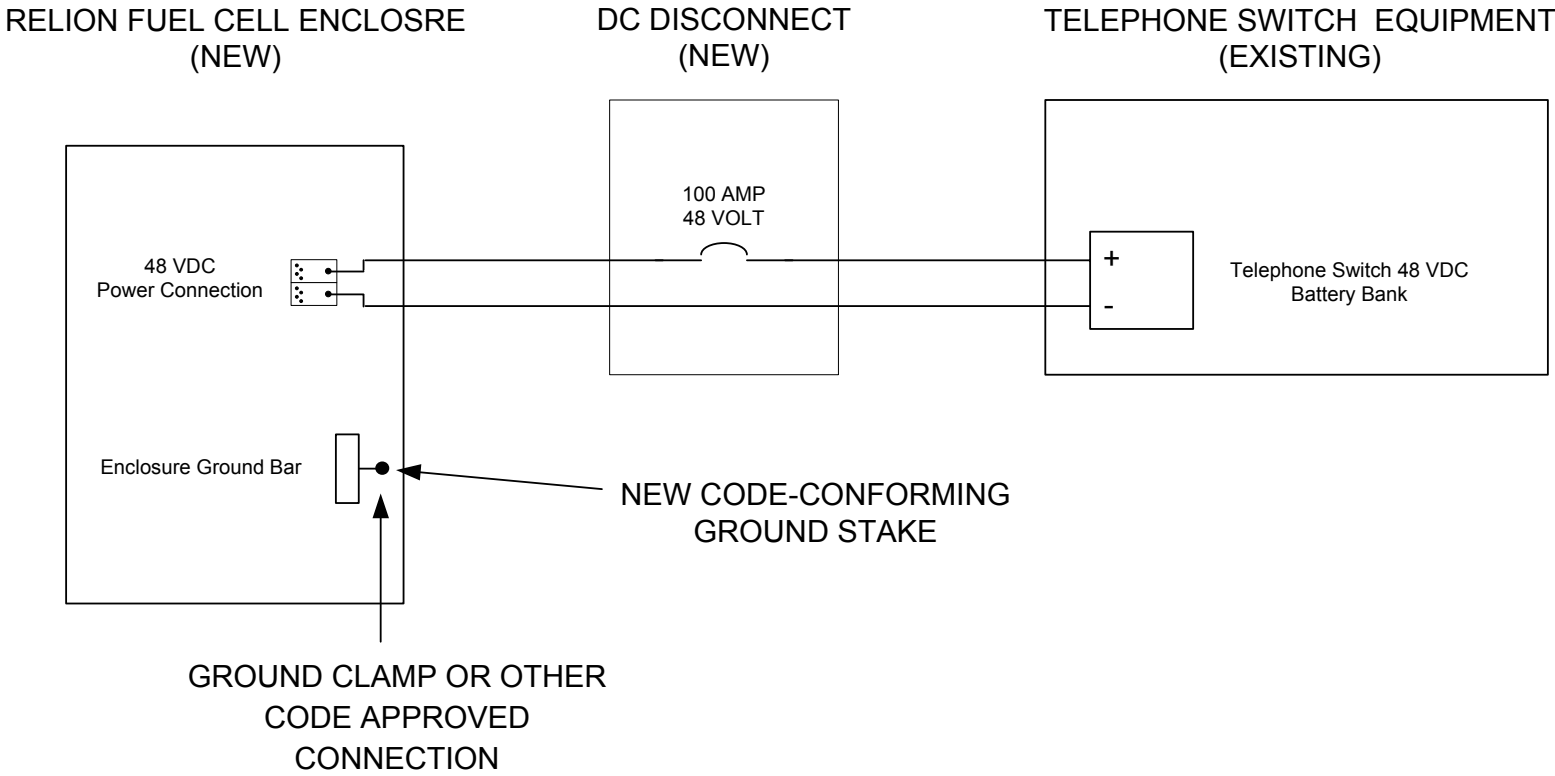 RELION FUEL CELL ENCLOSRE
(NEW)
DC DISCONNECT
(NEW)
TELEPHONE SWITCH EQUIPMENT
(EXISTING)
100 AMP
48 VOLT
48 VDC
Power Connection
+
-
Telephone Switch 48 VDC
Battery Bank
Enclosure Ground Bar
NEW CODE-CONFORMING
GROUND STAKE
GROUND CLAMP OR OTHER
CODE APPROVED
CONNECTION